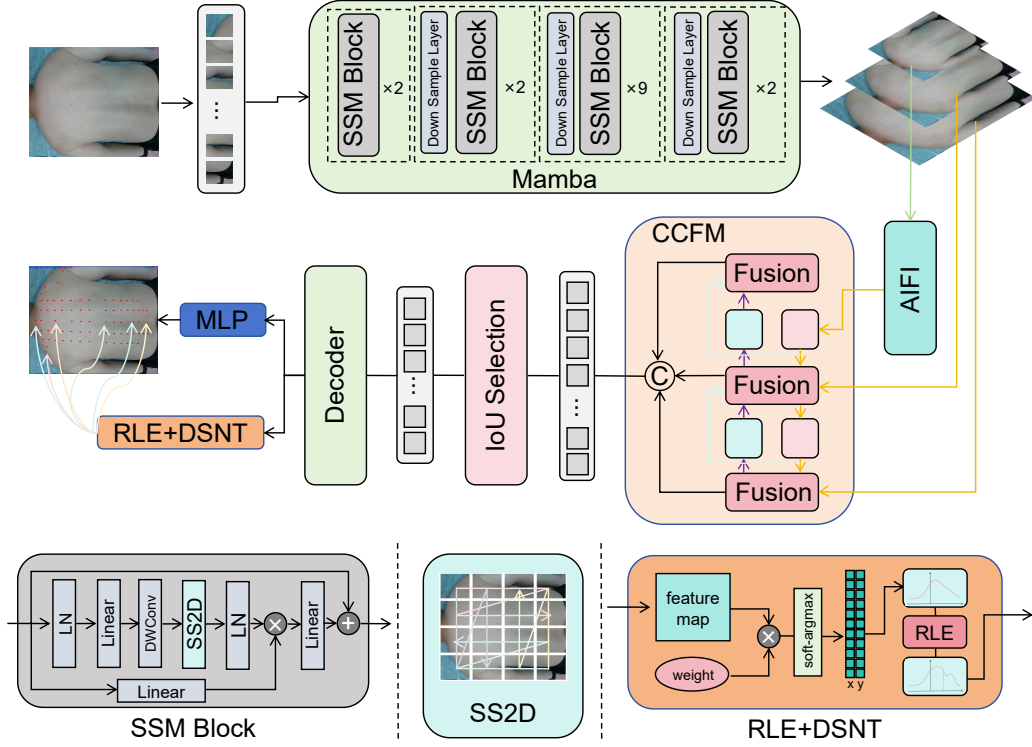 SSM Block
×2
Down Sample Layer
SSM Block
×2
Down Sample Layer
SSM Block
×9
Down Sample Layer
SSM Block
×2
Mamba
...
CCFM
Fusion
AIFI
MLP
Decoder
...
IoU Selection
...
C
Fusion
RLE+DSNT
Fusion
LN
Linear
DWConv
SS2D
LN
×
Linear
+
Linear
SSM Block
SS2D
feature
map
×
weight
soft-argmax
x y
RLE
RLE+DSNT